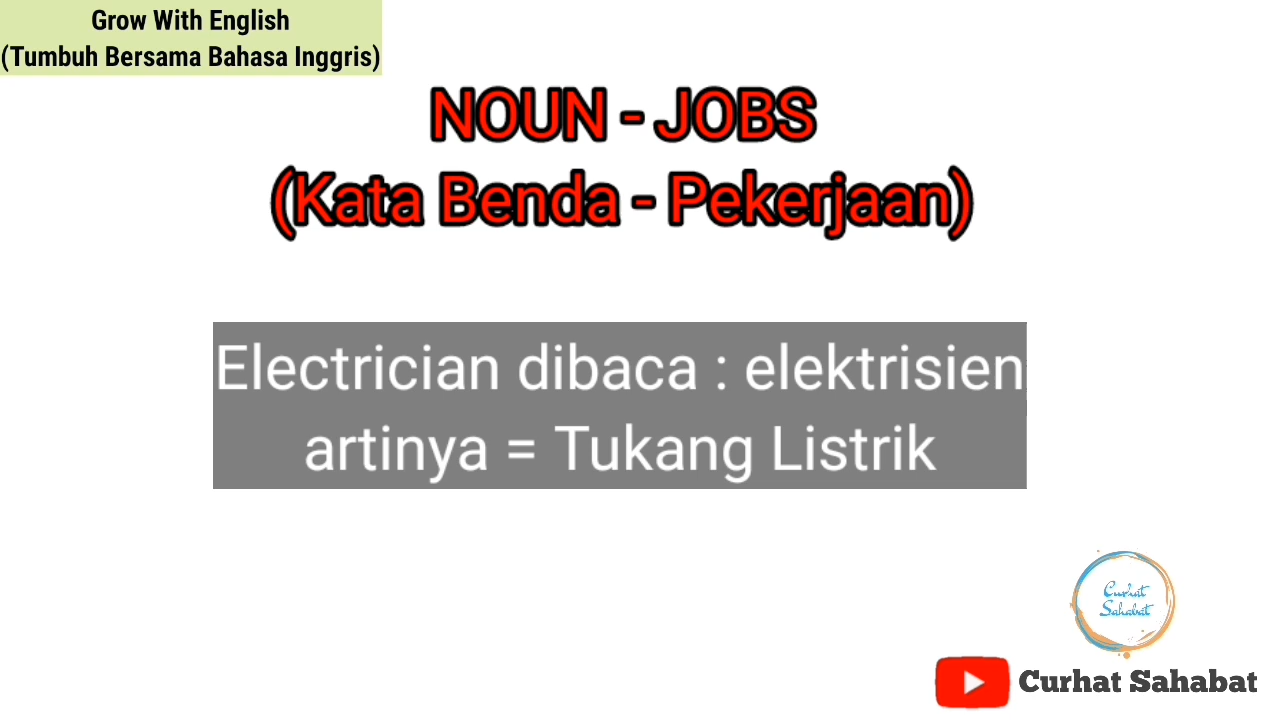 Grow With English
(Tumbuh Bersama Bahasa Inggris)
NOUN - JOBS
(Kata Benda - Pekerjaan)
Electrician dibaca : elektrisien
artinya = Tukang Listrik
Curhat
Sahabat
Curhat Sahabat